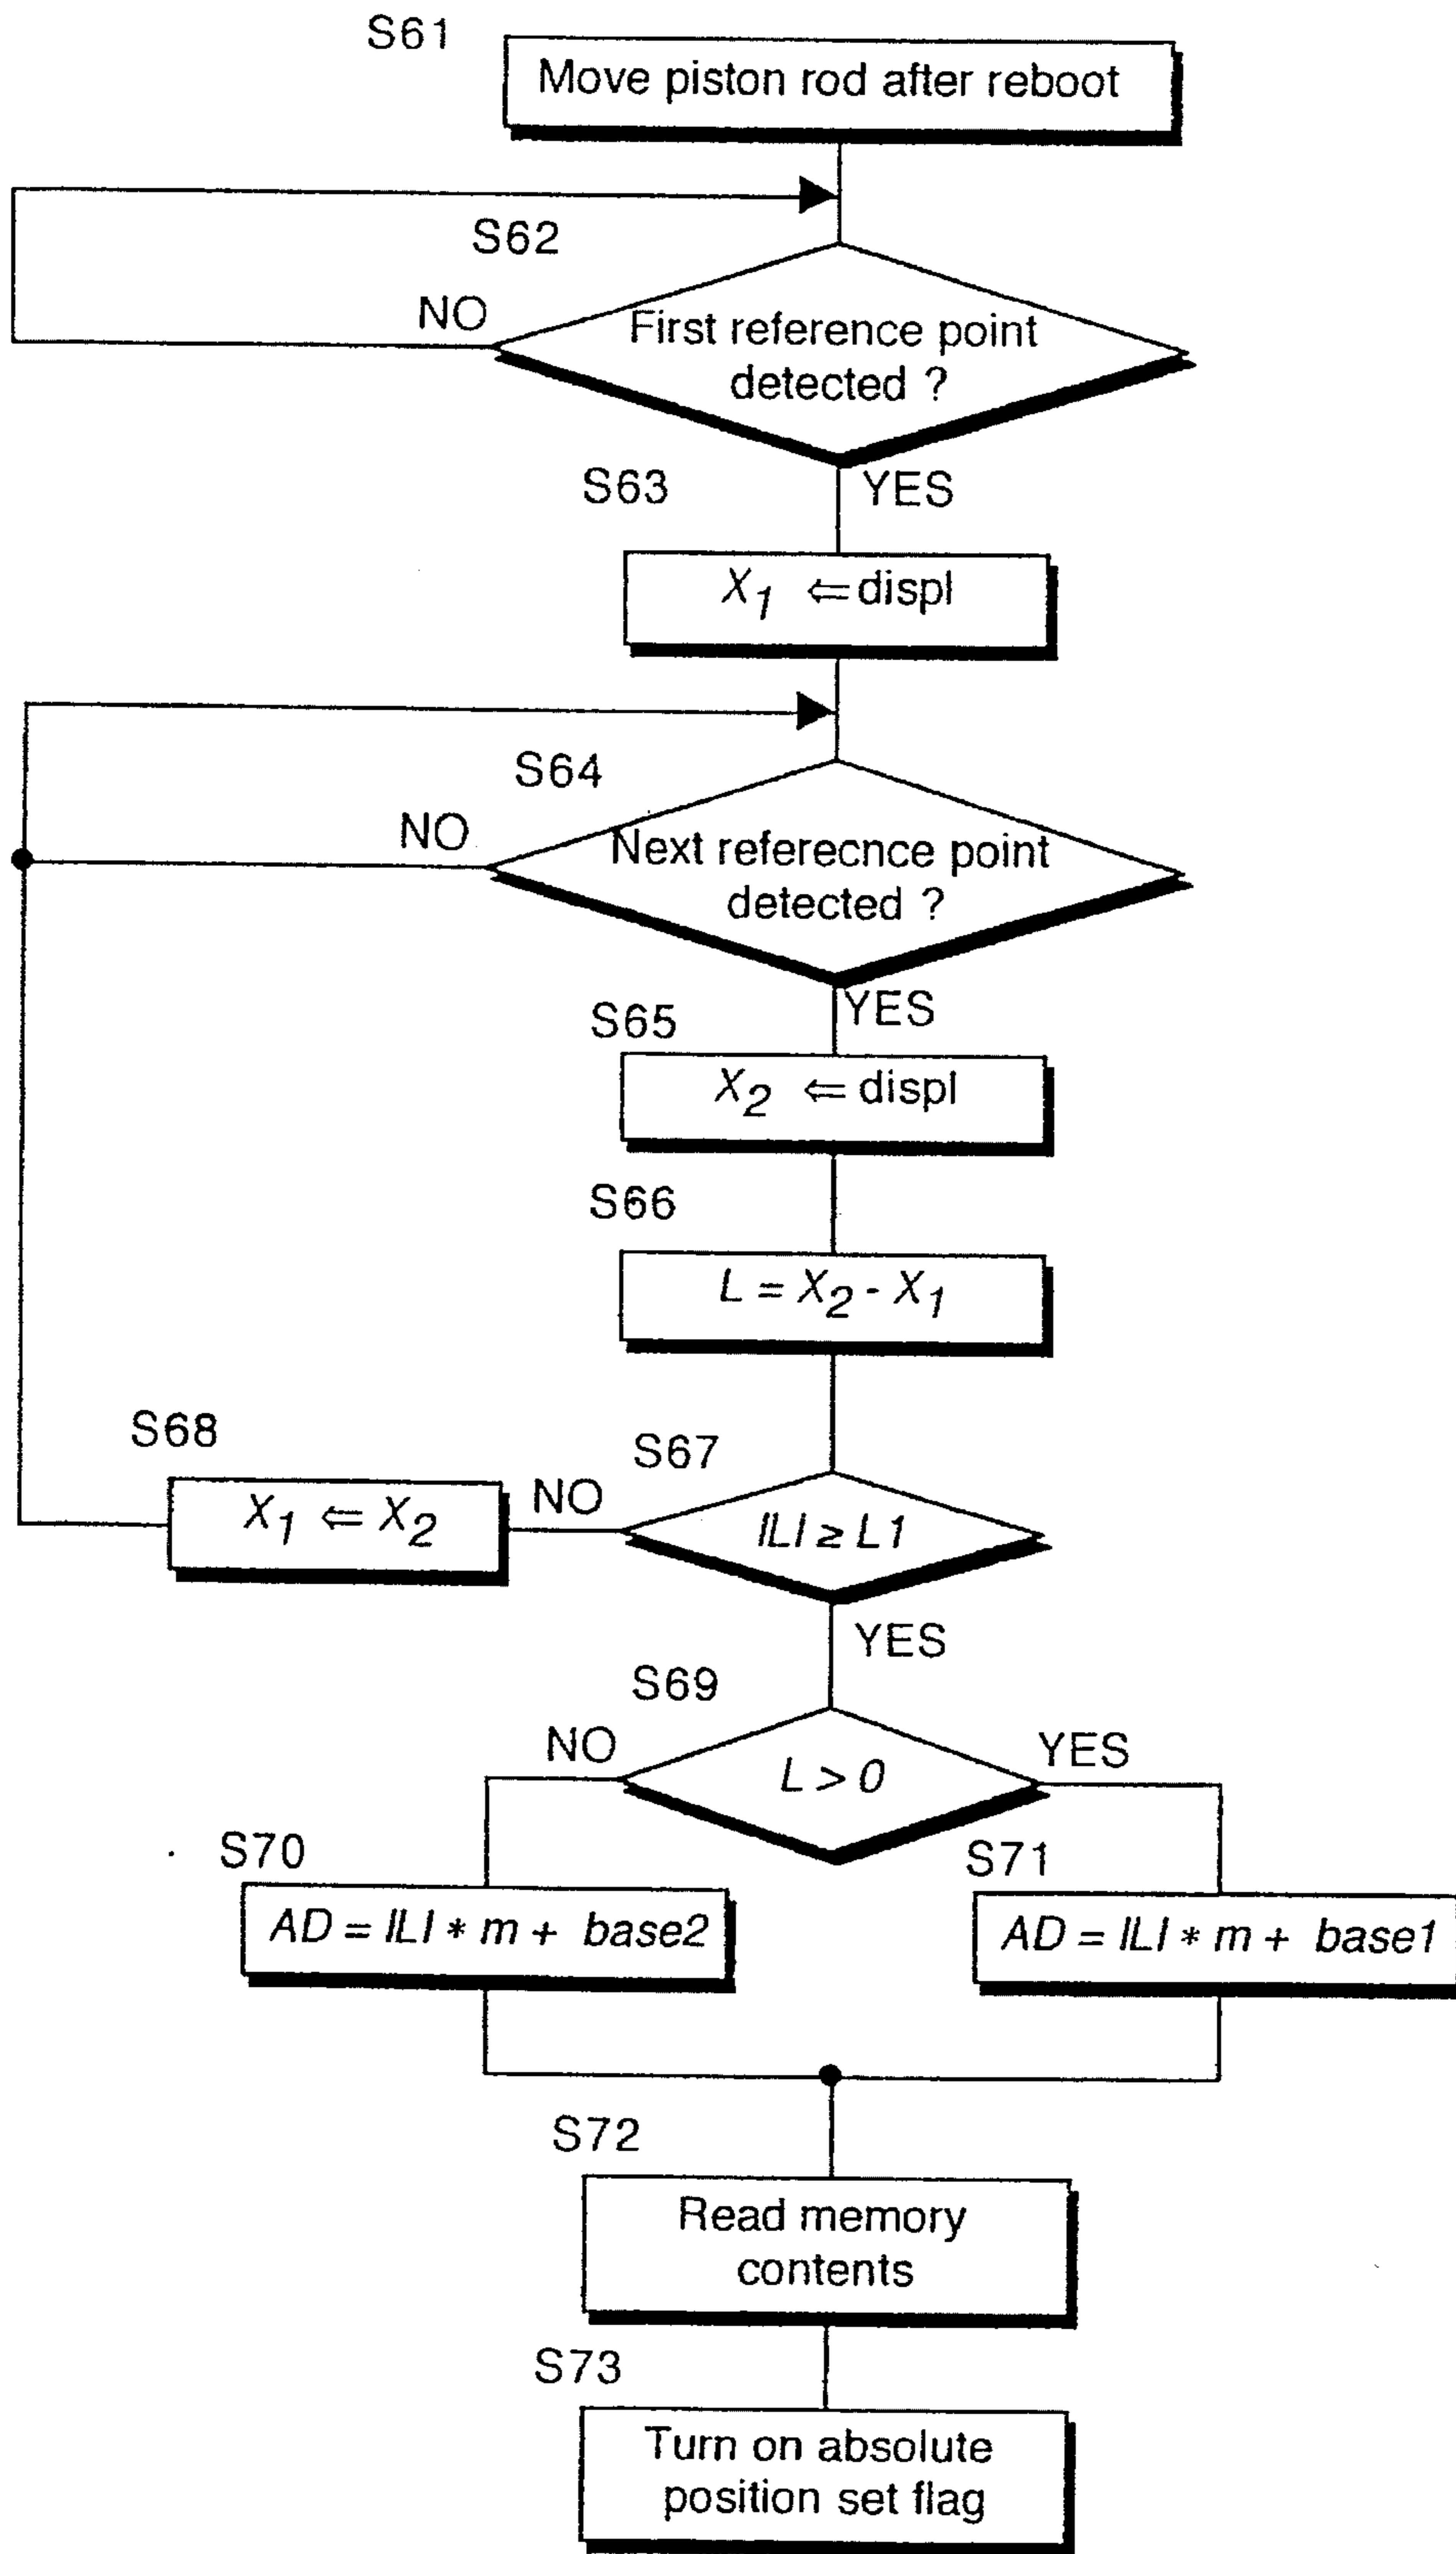 S61
Move piston rod after reboot
S62
NO
First reference point
detected ?
YES
S63
X1 ⇐ displ
S64
NO
Next referecnce point
detected ?
YES
S65
X2 ⇐ displ
S66
L = X2 - X1
S67
S68
NO
X1 ⇐ X2
ILI ≥ L1
YES
S69
NO
YES
L > 0
S70
S71
AD = ILI * m + base2
AD = ILI * m + base1
S72
Read memory
contents
S73
Turn on absolute
position set flag